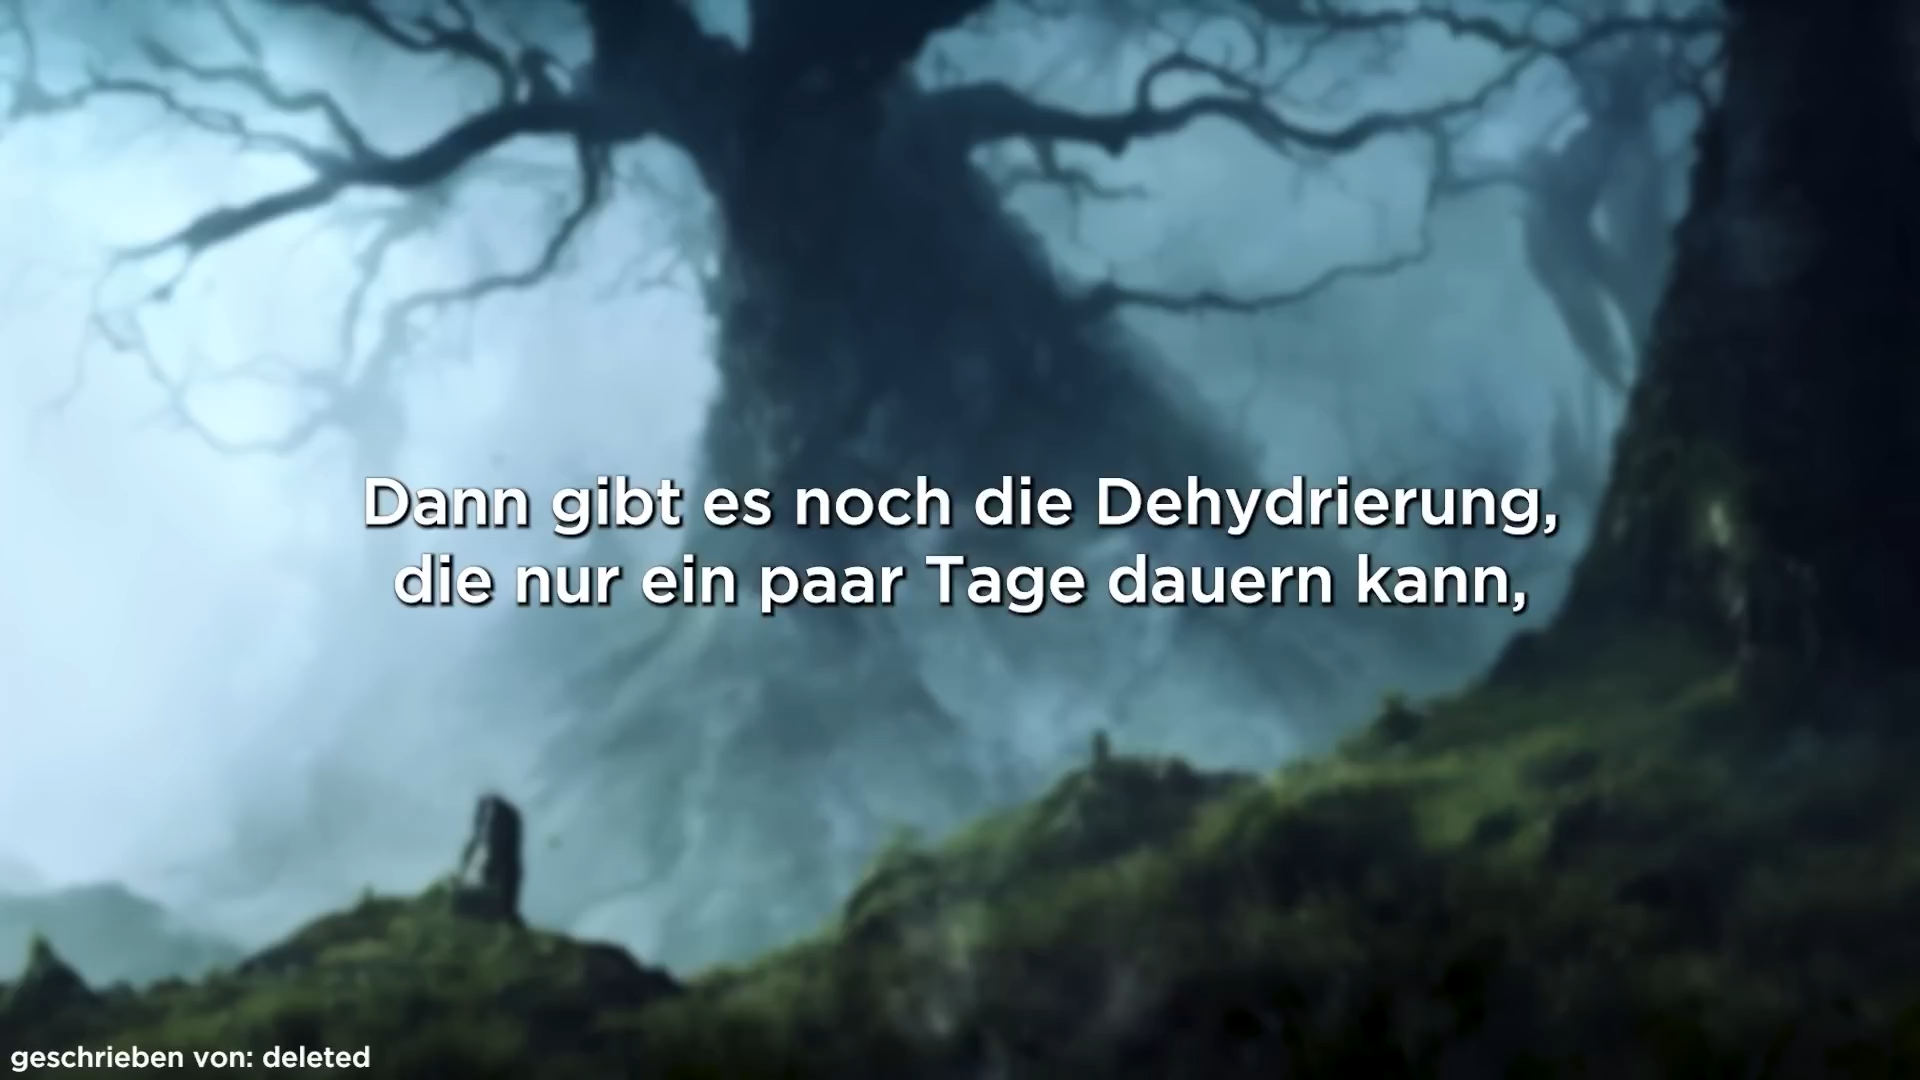 Dann gibt es noch die Dehydrierung,
die nur ein paar Tage dauern kann,
geschrieben von: deleted